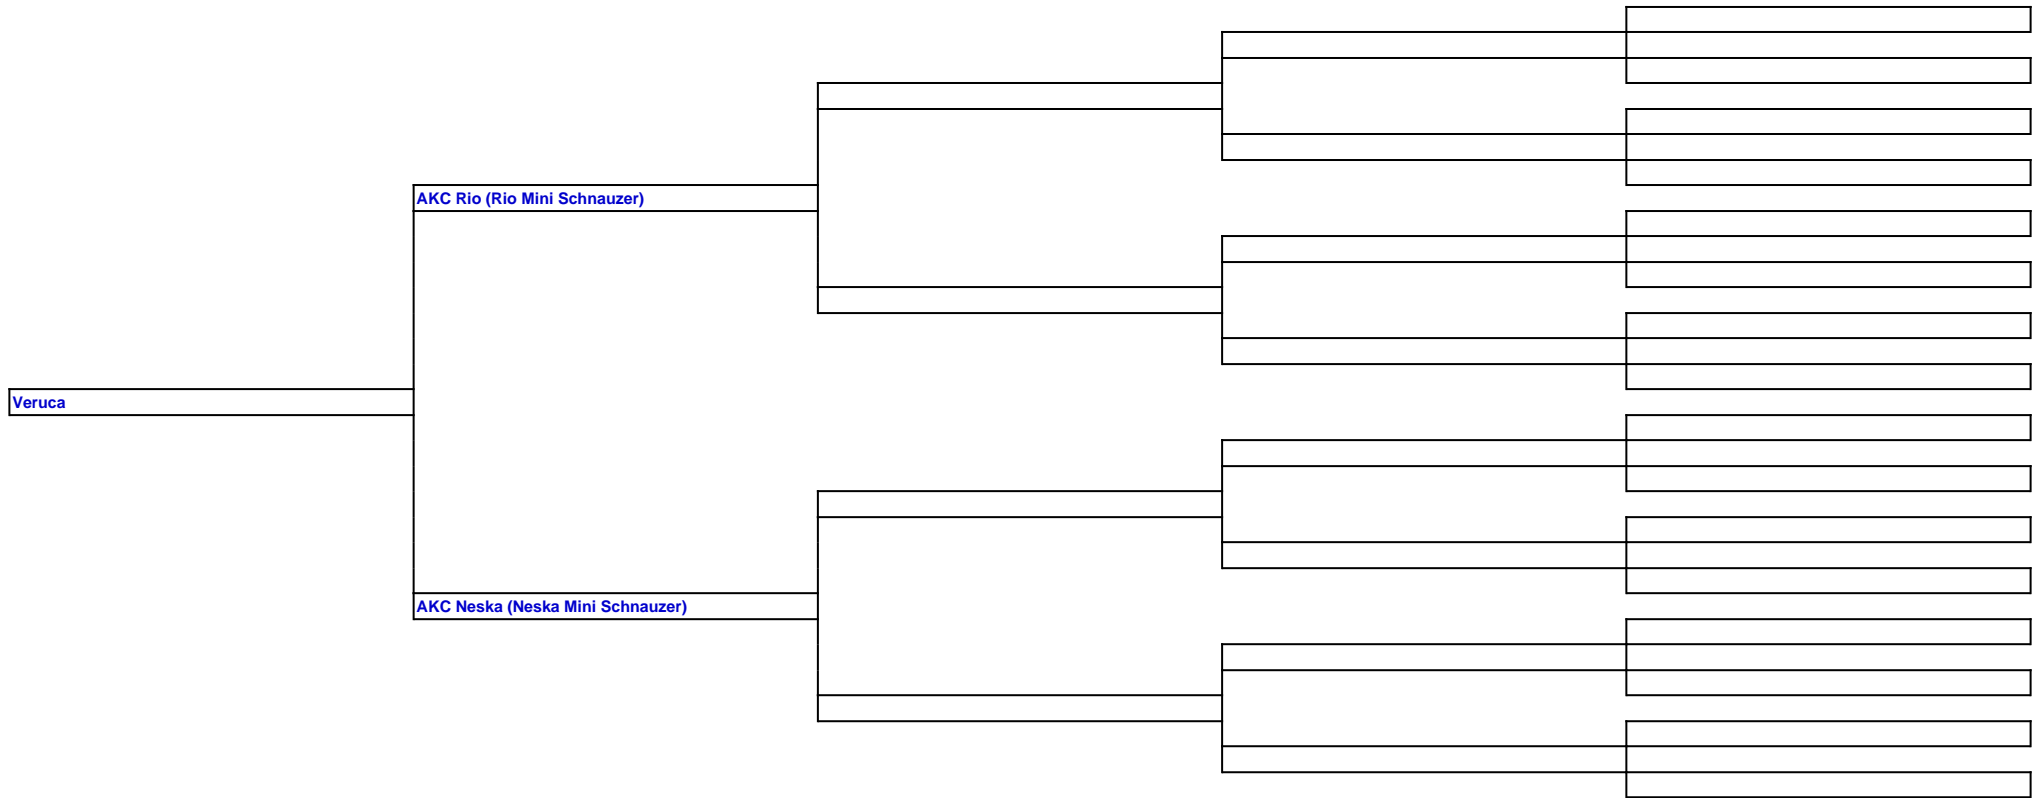 AKC Rio (Rio Mini Schnauzer)
Veruca
AKC Neska (Neska Mini Schnauzer)